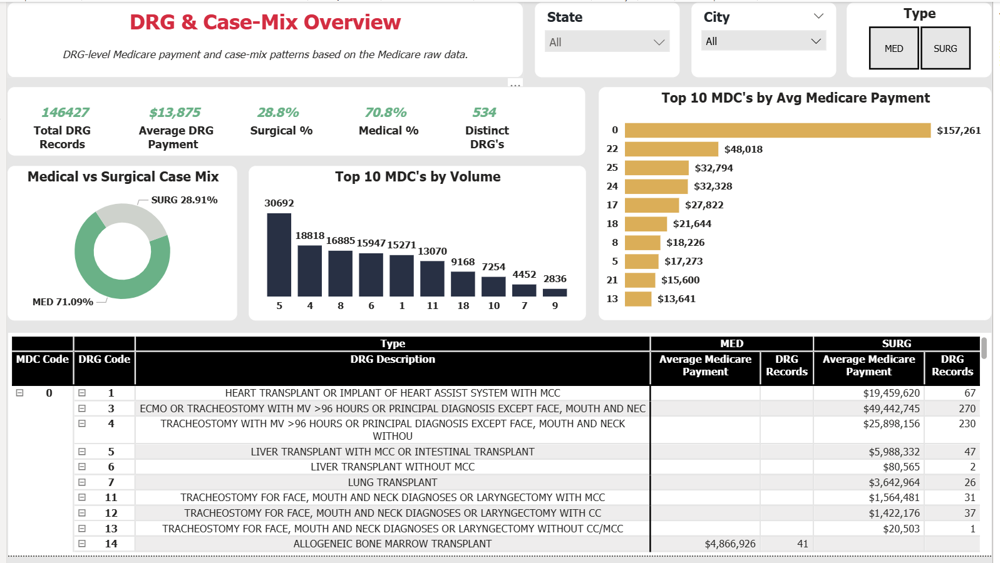 DRG & Case-Mix Overview
DRG-level Medicare payment and case-mix patterns based on the Medicare raw data.
State
All
City
All
Type
MED
SURG
...
146427
Total DRG
Records
$13,875
Average DRG
Payment
28.8%
Surgical %
70.8%
Medical %
534
Distinct
DRG's
Medical vs Surgical Case Mix
SURG 28.91%
MED 71.09%
Top 10 MDC's by Volume
30692
18818
16885
15947
15271
13070
9168
7254
4452
2836
5 4 8 6 1 11 18 10 7 9
Top 10 MDC's by Avg Medicare Payment
0 $157,261
22 $48,018
25 $32,794
24 $32,328
17 $27,822
18 $21,644
8 $18,226
5 $17,273
21 $15,600
13 $13,641
Type MED SURG
MDC Code DRG Code DRG Description Average Medicare Payment DRG Records Average Medicare Payment DRG Records
0 1 HEART TRANSPLANT OR IMPLANT OF HEART ASSIST SYSTEM WITH MCC $19,459,620 67
3 ECMO OR TRACHEOSTOMY WITH MV >96 HOURS OR PRINCIPAL DIAGNOSIS EXCEPT FACE, MOUTH AND NEC $49,442,745 270
4 TRACHEOSTOMY WITH MV >96 HOURS OR PRINCIPAL DIAGNOSIS EXCEPT FACE, MOUTH AND NECK $25,898,156 230
WITHOU
5 LIVER TRANSPLANT WITH MCC OR INTESTINAL TRANSPLANT $5,988,332 47
6 LIVER TRANSPLANT WITHOUT MCC $80,565 2
7 LUNG TRANSPLANT $3,642,964 26
11 TRACHEOSTOMY FOR FACE, MOUTH AND NECK DIAGNOSES OR LARYNGECTOMY WITH MCC $1,564,481 31
12 TRACHEOSTOMY FOR FACE, MOUTH AND NECK DIAGNOSES OR LARYNGECTOMY WITH CC $1,422,176 37
13 TRACHEOSTOMY FOR FACE, MOUTH AND NECK DIAGNOSES OR LARYNGECTOMY WITHOUT CC/MCC $20,503 1
14 ALLOGENEIC BONE MARROW TRANSPLANT $4,866,926 41